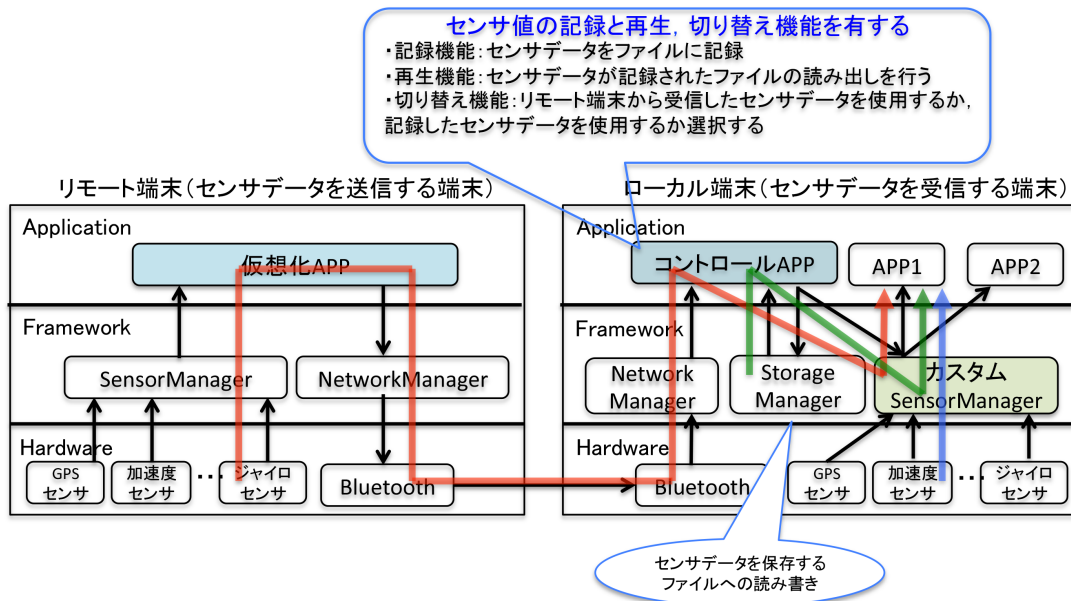 センサ値の記録と再生，切り替え機能を有する
・記録機能：センサデータをファイルに記録
・再生機能：センサデータが記録されたファイルの読み出しを行う
・切り替え機能：リモート端末から受信したセンサデータを使用するか，
記録したセンサデータを使用するか選択する
リモート端末（センサデータを送信する端末）
Application
仮想化APP
Framework
SensorManager
NetworkManager
Hardware
GPS
センサ
加速度
センサ
…
ジャイロ
センサ
Bluetooth
ローカル端末（センサデータを受信する端末）
Application
コントロールAPP
APP1
APP2
Framework
Network
Manager
Storage
Manager
カスタム
SensorManager
Hardware
Bluetooth
GPS
センサ
加速度
センサ
…
ジャイロ
センサ
センサデータを保存する
ファイルへの読み書き